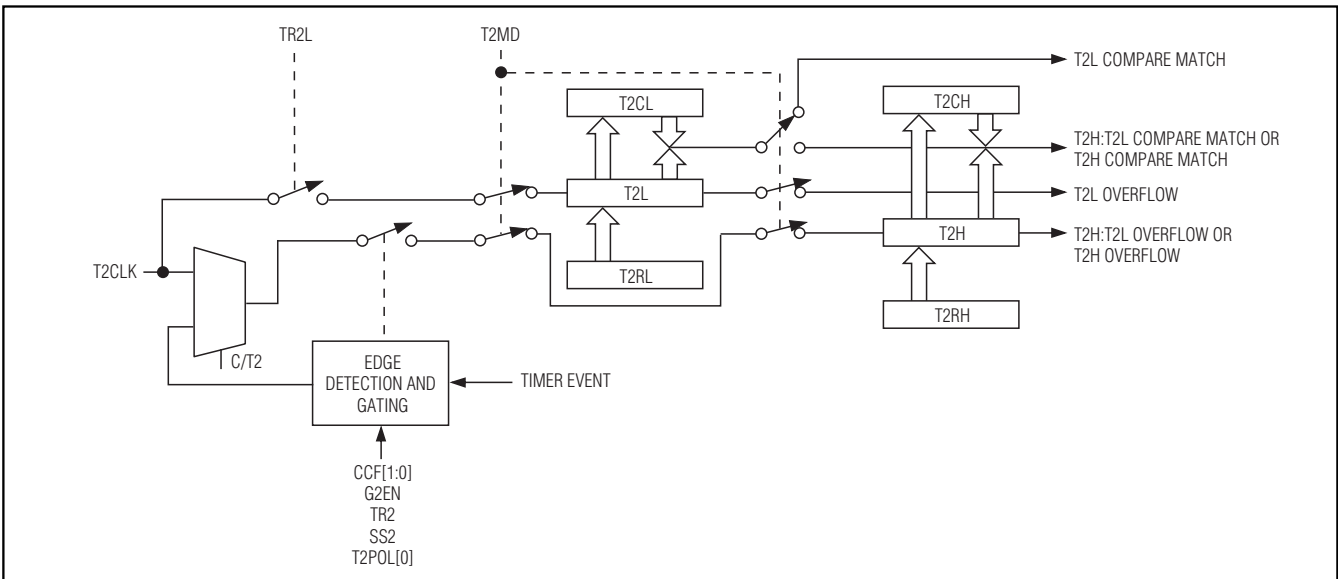 TR2L
T2MD
T2L COMPARE MATCH
T2CL
T2CH
T2H:T2L COMPARE MATCH OR
T2H COMPARE MATCH
T2L
T2L OVERFLOW
T2H
T2H:T2L OVERFLOW OR
T2H OVERFLOW
T2CLK
T2RL
T2RH
C/T2
EDGE
DETECTION AND
GATING
TIMER EVENT
CCF[1:0]
G2EN
TR2
SS2
T2POL[0]